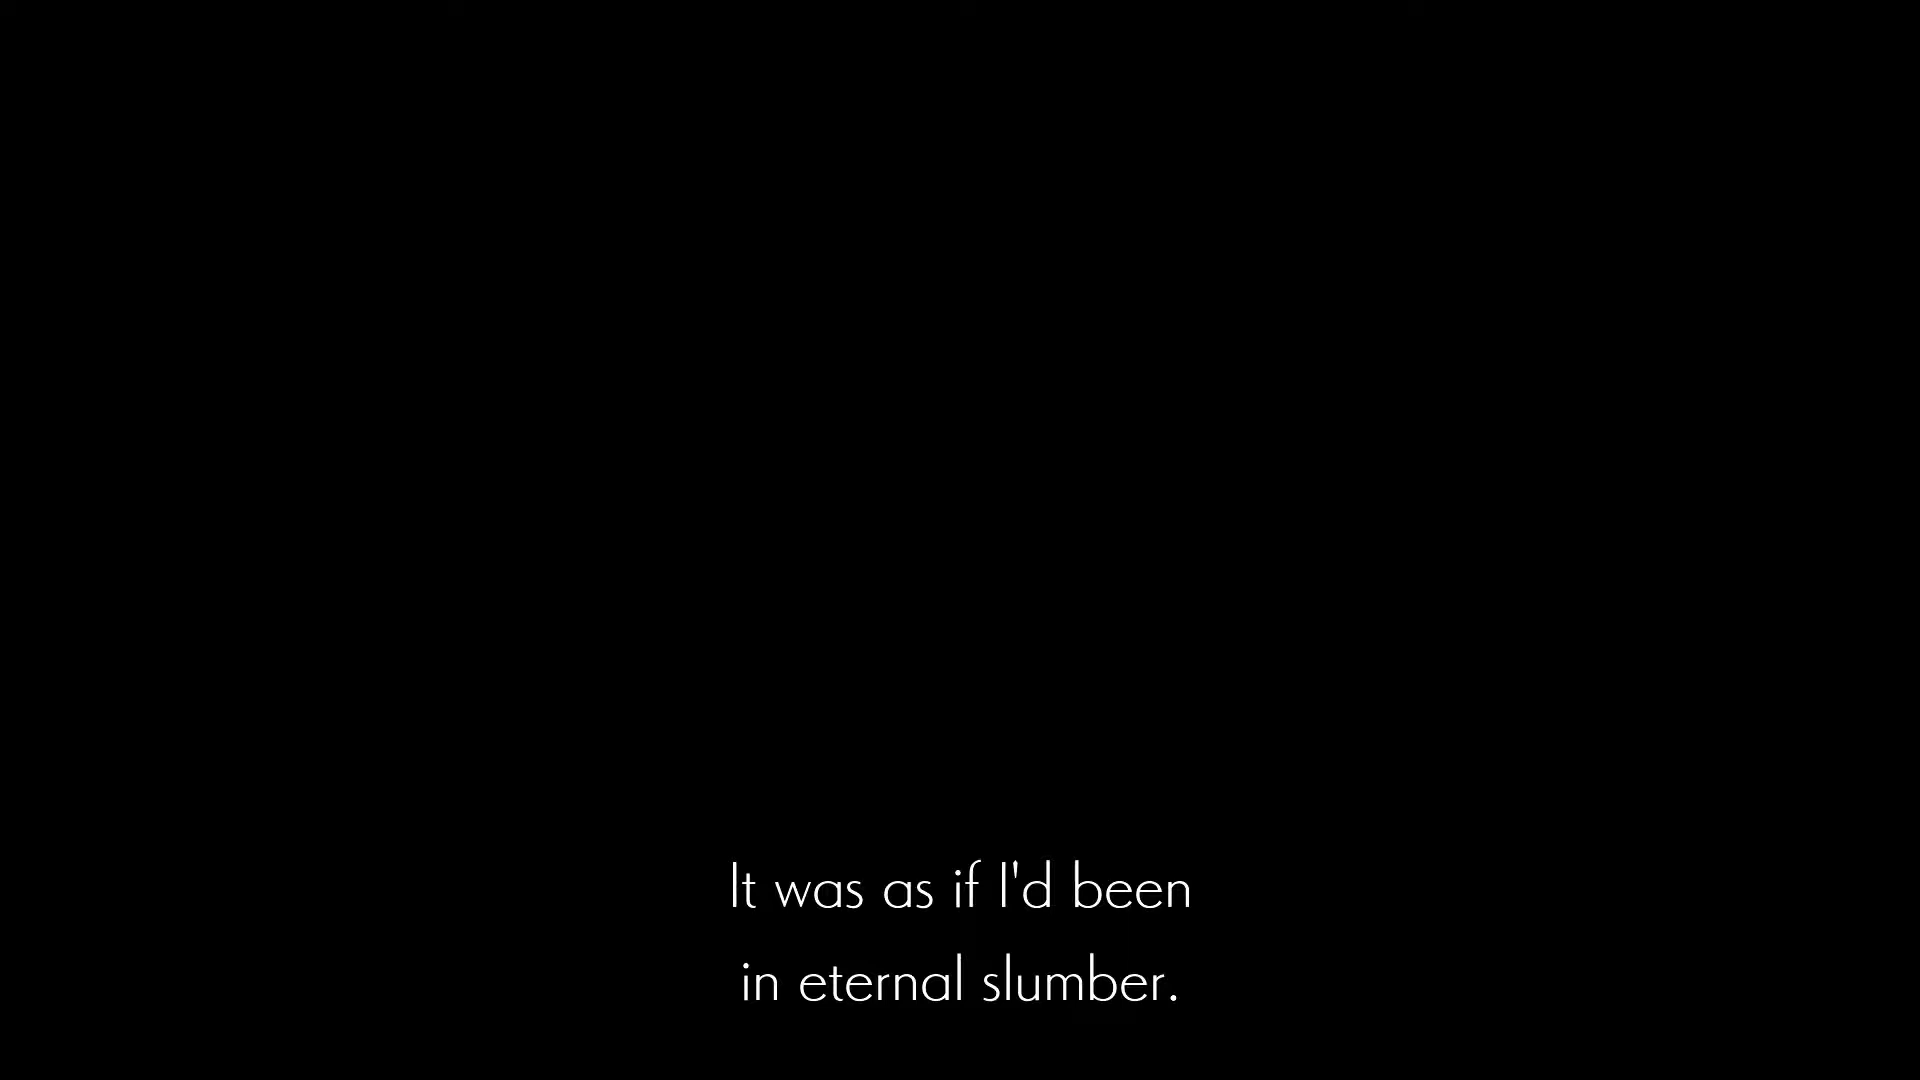 It was as if I'd been
in eternal slumber.